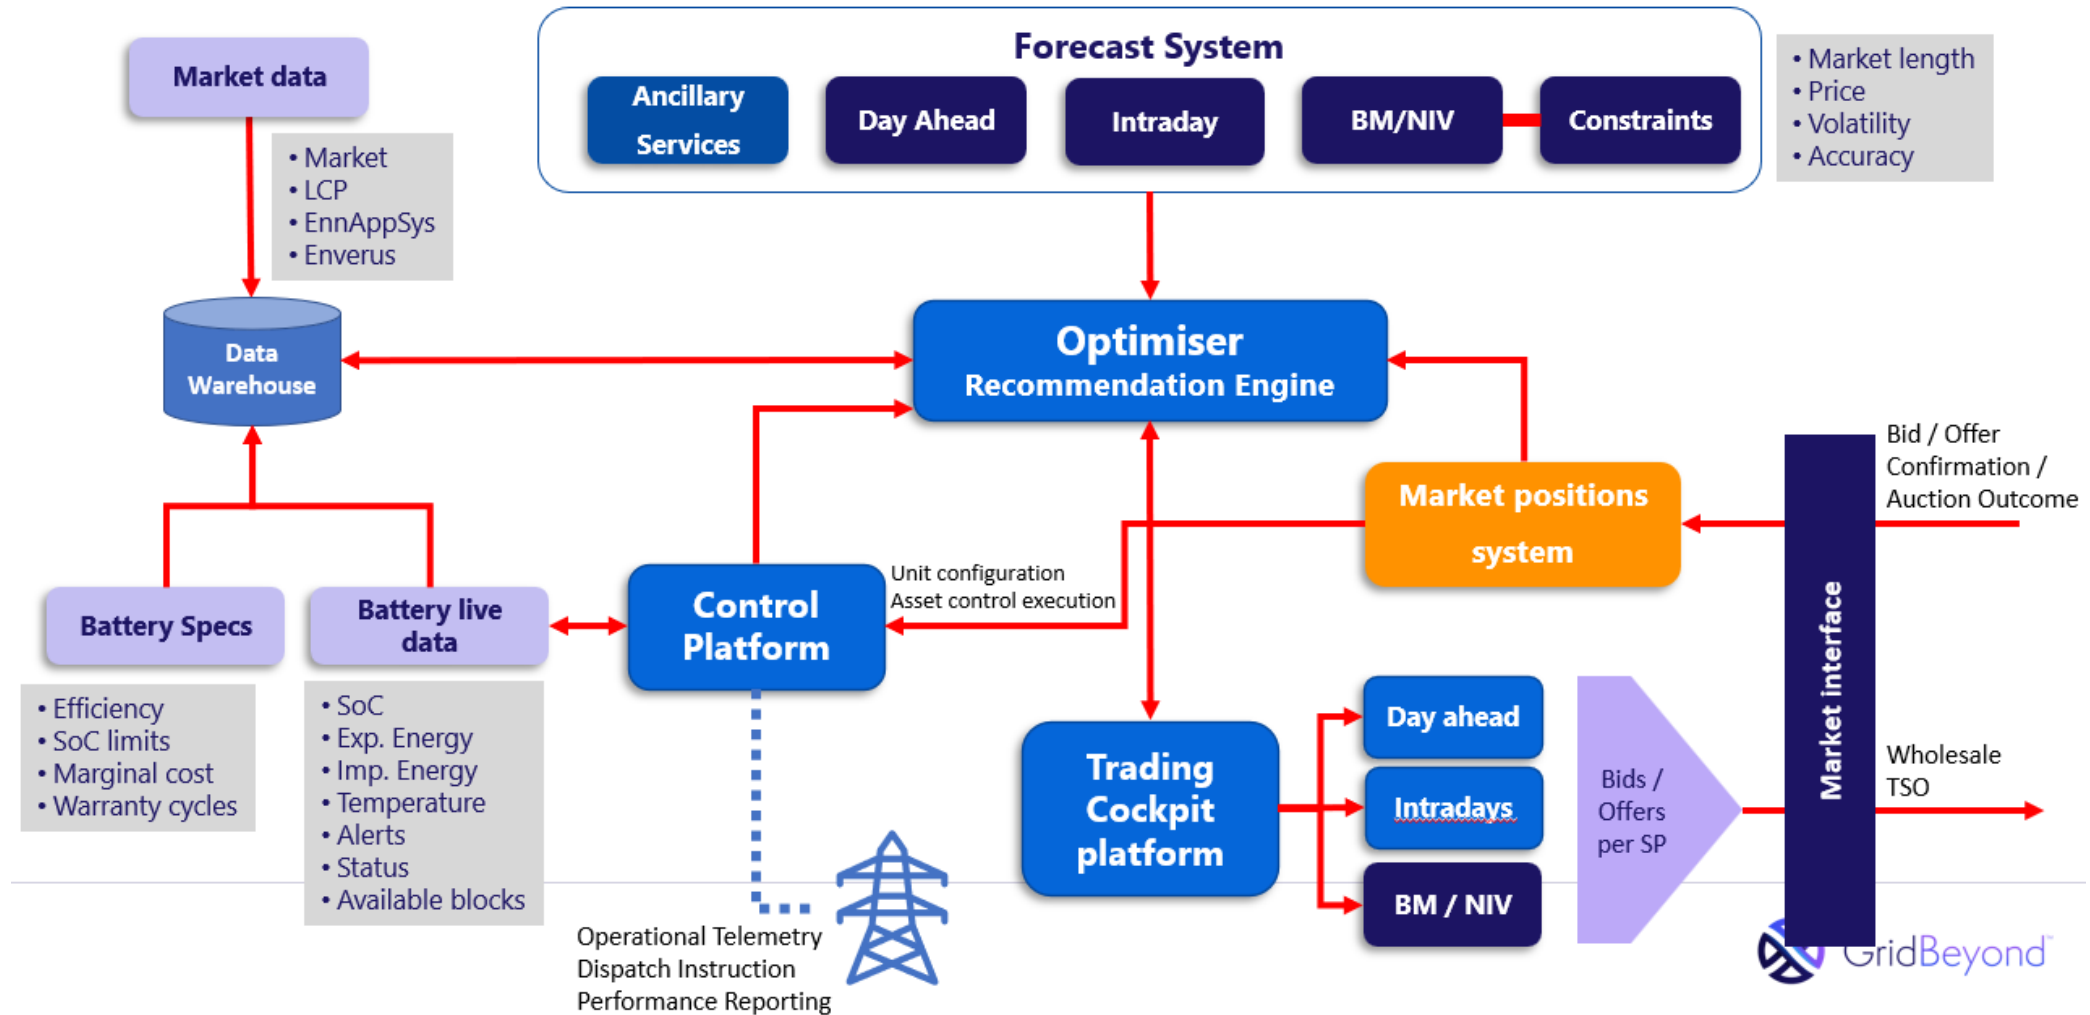 Forecast System
Ancillary
Services
Day Ahead
Intraday
BM/NIV
Constraints
• Market length
• Price
• Volatility
• Accuracy
Market data
• Market
• LCP
• EnnAppSys
• Enverus
Data
Warehouse
Optimiser
Recommendation Engine
Bid / Offer
Confirmation /
Auction Outcome
Market positions
system
Battery Specs
Battery live
data
Control
Platform
Unit configuration
Asset control execution
• Efficiency
• SoC limits
• Marginal cost
• Warranty cycles
• SoC
• Exp. Energy
• Imp. Energy
• Temperature
• Alerts
• Status
• Available blocks
Trading
Cockpit
platform
Day ahead
Intradays
BM / NIV
Bids /
Offers
per SP
Market interface
Wholesale
TSO
Operational Telemetry
Dispatch Instruction
Performance Reporting
GridBeyond™